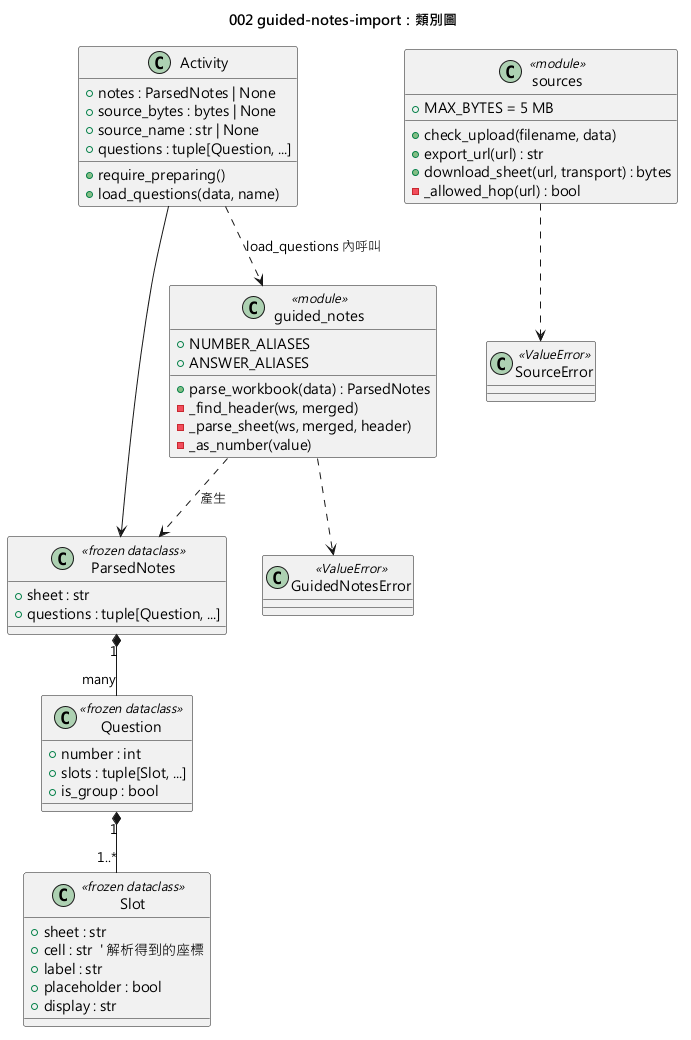 002 guided-notes-import：類別圖
C Activity
notes : ParsedNotes | None
source_bytes : bytes | None
source_name : str | None
questions : tuple[Question, ...]
require_preparing()
load_questions(data, name)
C «module»
sources
MAX_BYTES = 5 MB
check_upload(filename, data)
export_url(url) : str
download_sheet(url, transport) : bytes
_allowed_hop(url) : bool
load_questions 內呼叫
C «module»
guided_notes
NUMBER_ALIASES
ANSWER_ALIASES
parse_workbook(data) : ParsedNotes
_find_header(ws, merged)
_parse_sheet(ws, merged, header)
_as_number(value)
C «ValueError»
SourceError
產生
C «frozen dataclass»
ParsedNotes
sheet : str
questions : tuple[Question, ...]
C «ValueError»
GuidedNotesError
1
many
C «frozen dataclass»
Question
number : int
slots : tuple[Slot, ...]
is_group : bool
1
1..*
C «frozen dataclass»
Slot
sheet : str
cell : str ' 解析得到的座標
label : str
placeholder : bool
display : str